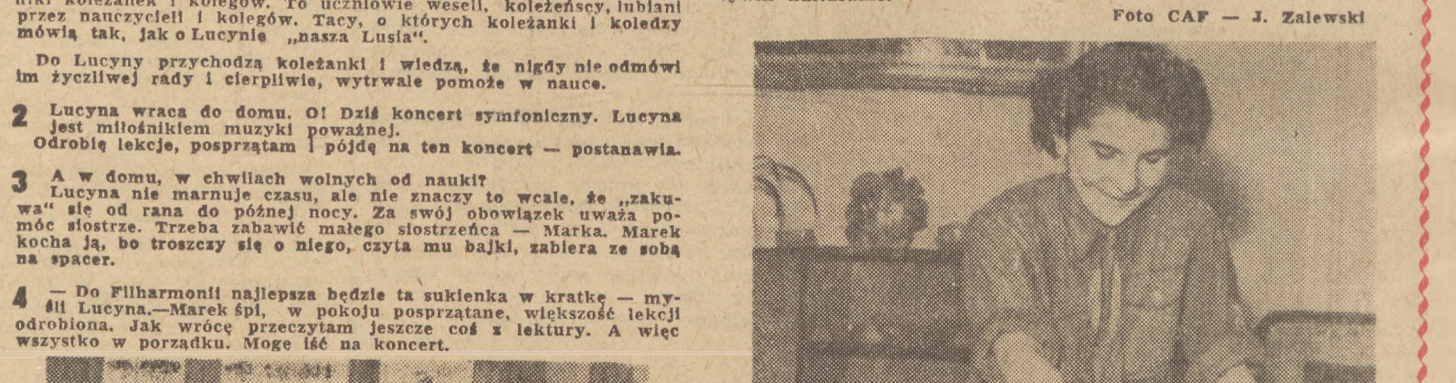 niki koleżanek i kolegów. To uczniowie weseli, koleżeńscy, lubiani
przez nauczycieli i kolegów. Tacy, o których koleżanki i koledzy
mówią tak, jak o Lucynie „nasza Lusia“.
Do Lucyny przychodzą koleżanki i wiedzą, że nigdy nie odmówi
im życzliwej rady i cierpliwie, wytrwale pomoże w nauce.
2 Lucyna wraca do domu. O! Dziś koncert symfoniczny. Lucyna
jest miłośnikiem muzyki poważnej.
Odrobię lekcje, posprzątam i pójdę na ten koncert — postanawia.
3 A w domu, w chwilach wolnych od nauki?
Lucyna nie marnuje czasu, ale nie znaczy to wcale, że „zaku-
wa“ się od rana do późnej nocy. Za swój obowiązek uważa po-
móc siostrze. Trzeba zabawić małego siostrzeńca — Marka. Marek
kocha ją, bo troszczy się o niego, czyta mu bajki, zabiera ze sobą
na spacer.
4 — Do Filharmonii najlepsza będzie ta sukienka w kratkę — my-
śli Lucyna.—Marek śpi, w pokoju posprzątane, większość lekcji
odrobiona. Jak wrócę przeczytam jeszcze coś z lektury. A więc
wszystko w porządku. Mogę iść na koncert.
Foto CAF — J. Zalewski